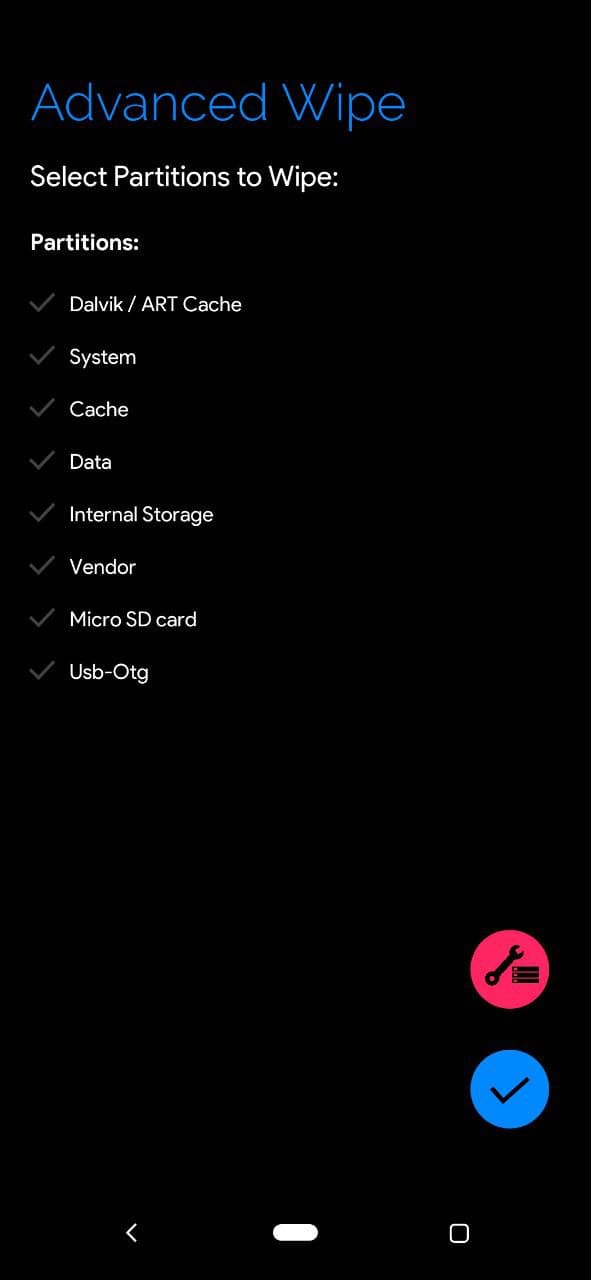 Advanced Wipe
Select Partitions to Wipe:
Partitions:
Dalvik / ART Cache
System
Cache
Data
Internal Storage
Vendor
Micro SD card
Usb-Otg